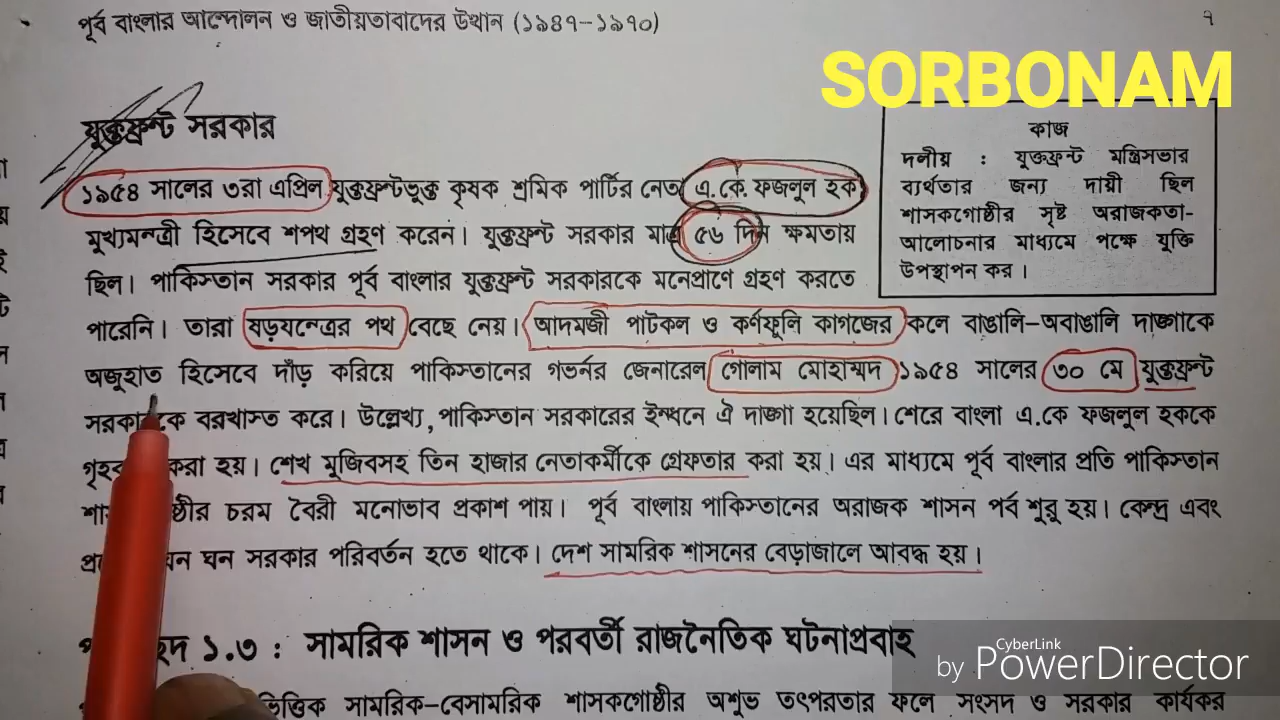 পূর্ব বাংলার আন্দোলন ও জাতীয়তাবাদের উত্থান (১৯৪৭-১৯৭০)
৭
SORBONAM
যুক্তফ্রন্ট সরকার
১৯৫৪ সালের ৩রা এপ্রিল যুক্তফ্রন্টভুক্ত কৃষক শ্রমিক পার্টির নেতা এ. কে. ফজলুল হক
মুখ্যমন্ত্রী হিসেবে শপথ গ্রহণ করেন। যুক্তফ্রন্ট সরকার মাত্র ৫৬ দিন ক্ষমতায়
ছিল। পাকিস্তান সরকার পূর্ব বাংলার যুক্তফ্রন্ট সরকারকে মনেপ্রাণে গ্রহণ করতে
কাজ
দলীয় : যুক্তফ্রন্ট মন্ত্রিসভার
ব্যর্থতার জন্য দায়ী ছিল
শাসকগোষ্ঠীর সৃষ্ট অরাজকতা-
আলোচনার মাধ্যমে পক্ষে যুক্তি
উপস্থাপন কর।
পারেনি। তারা ষড়যন্ত্রের পথ বেছে নেয়। আদমজী পাটকল ও কর্ণফুলি কাগজের কলে বাঙালি-অবাঙালি দাঙ্গাকে
অজুহাত হিসেবে দাঁড় করিয়ে পাকিস্তানের গভর্নর জেনারেল গোলাম মোহাম্মদ ১৯৫৪ সালের ৩০ মে যুক্তফ্রন্ট
বরখাস্ত করে। উল্লেখ্য, পাকিস্তান সরকারের ইন্ধনে ঐ দাঙ্গা হয়েছিল। শেরে বাংলা এ.কে ফজলুল হককে
করা হয়। শেখ মুজিবসহ তিন হাজার নেতাকর্মীকে গ্রেফতার করা হয়। এর মাধ্যমে পূর্ব বাংলার প্রতি পাকিস্তান
চরম বৈরী মনোভাব প্রকাশ পায়। পূর্ব বাংলায় পাকিস্তানের অরাজক শাসন পর্ব শুরু হয়। কেন্দ্র এবং
ঘন সরকার পরিবর্তন হতে থাকে। দেশ সামরিক শাসনের বেড়াজালে আবদ্ধ হয়।
১.৩ : সামরিক শাসন ও পরবর্তী রাজনৈতিক ঘটনাপ্রবাহ
সামরিক-বেসামরিক শাসকগোষ্ঠীর অশুভ তৎপরতার ফলে সংসদ ও সরকার কার্যকর
CyberLink
by PowerDirector